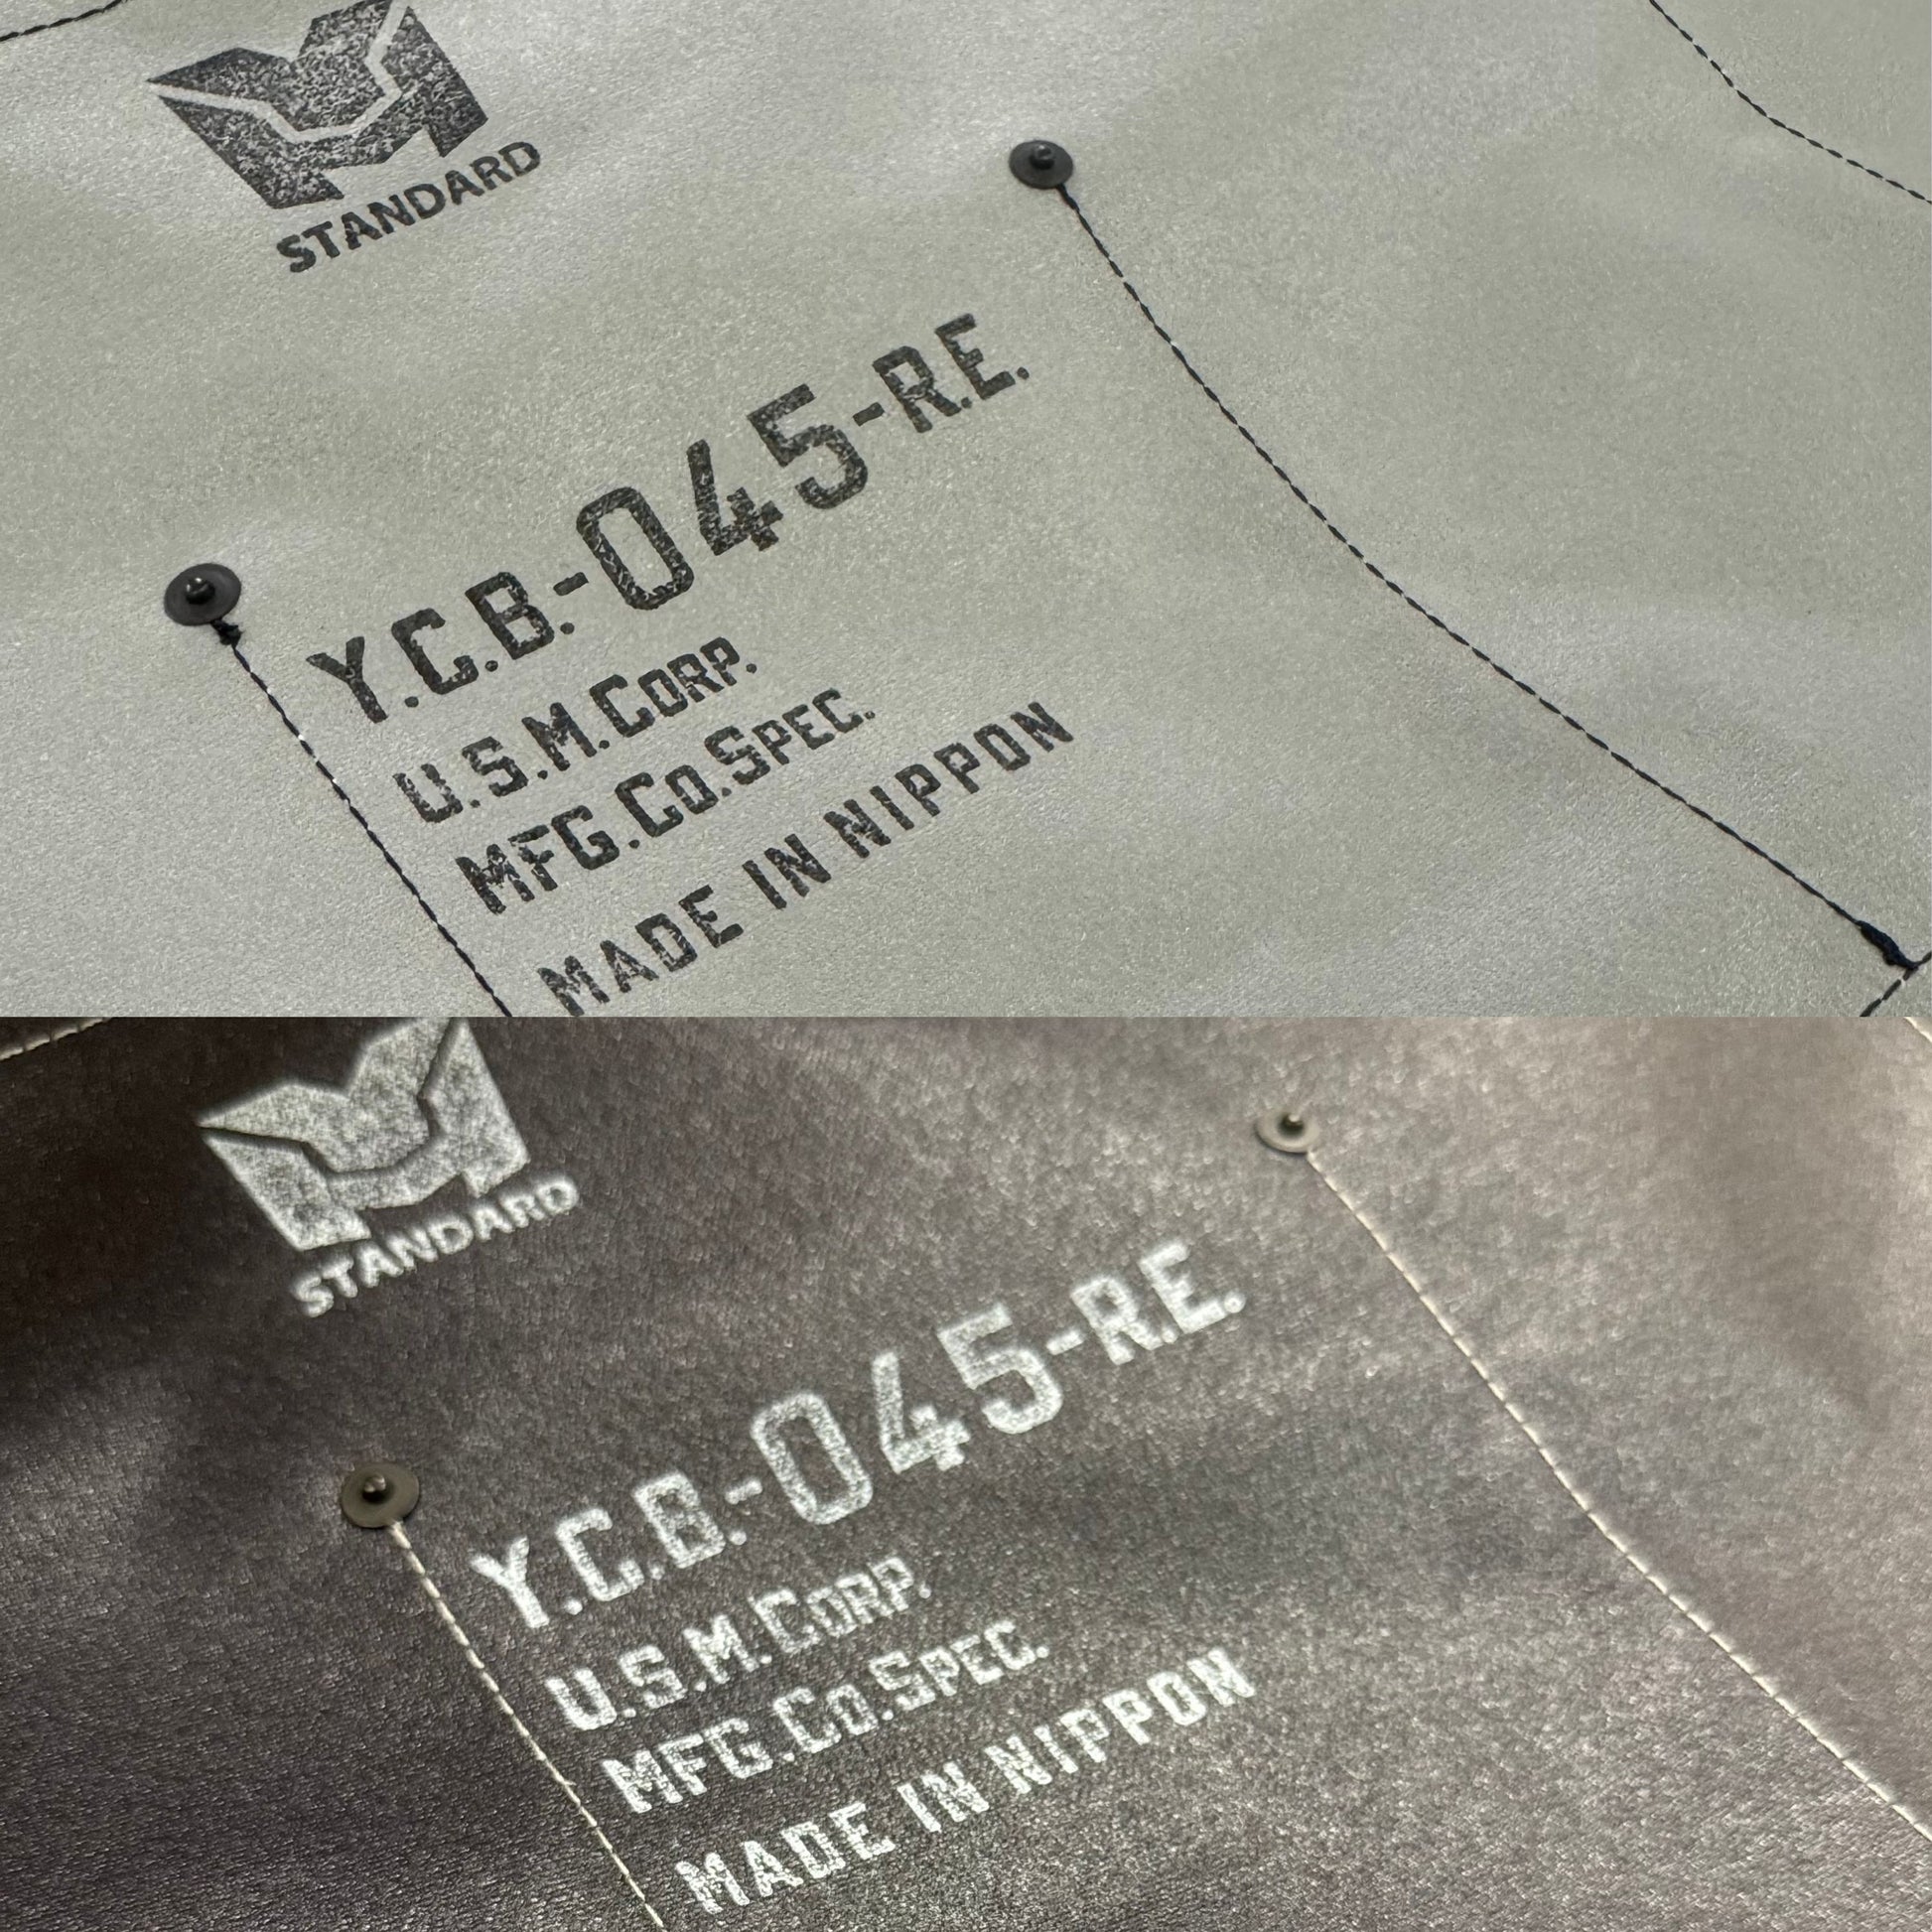 STANDARD
Y.C.B.-045-R.E.
U.S.M.CORP.
MFG.CO.SPEC.
MADE IN NIPPON
STANDARD
Y.C.B.-045-R.E.
U.S.M.CORP.
MFG.CO.SPEC.
MADE IN NIPPON